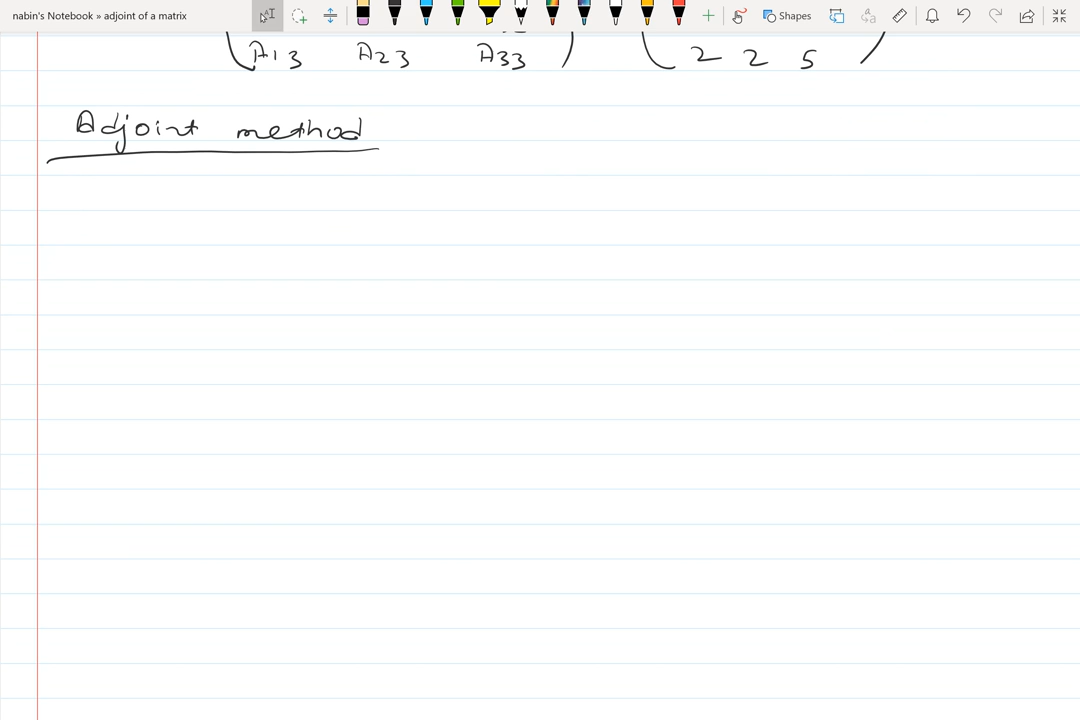 nabin's Notebook » adjoint of a matrix
Shapes
A13 A23 A33 2 2 5
Adjoint method